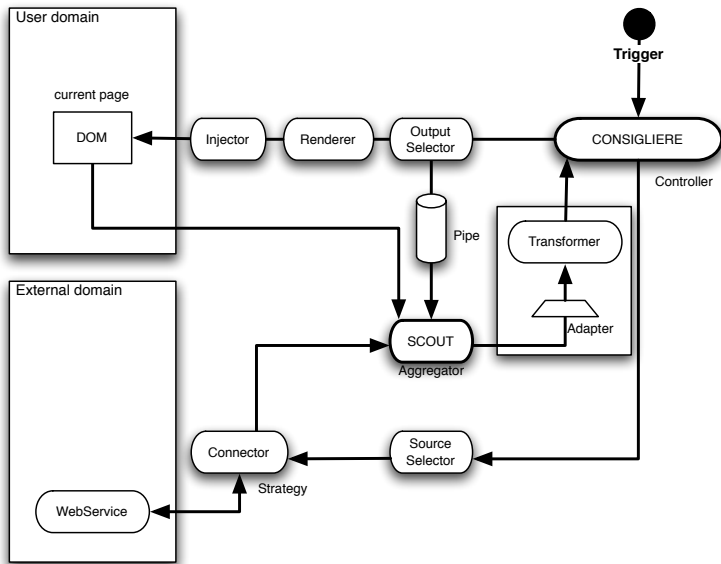 User domain
Trigger
current page
DOM
Injector
Renderer
Output
Selector
CONSIGLIERE
Controller
Pipe
Transformer
External domain
Adapter
SCOUT
Aggregator
Connector
Source
Selector
Strategy
WebService